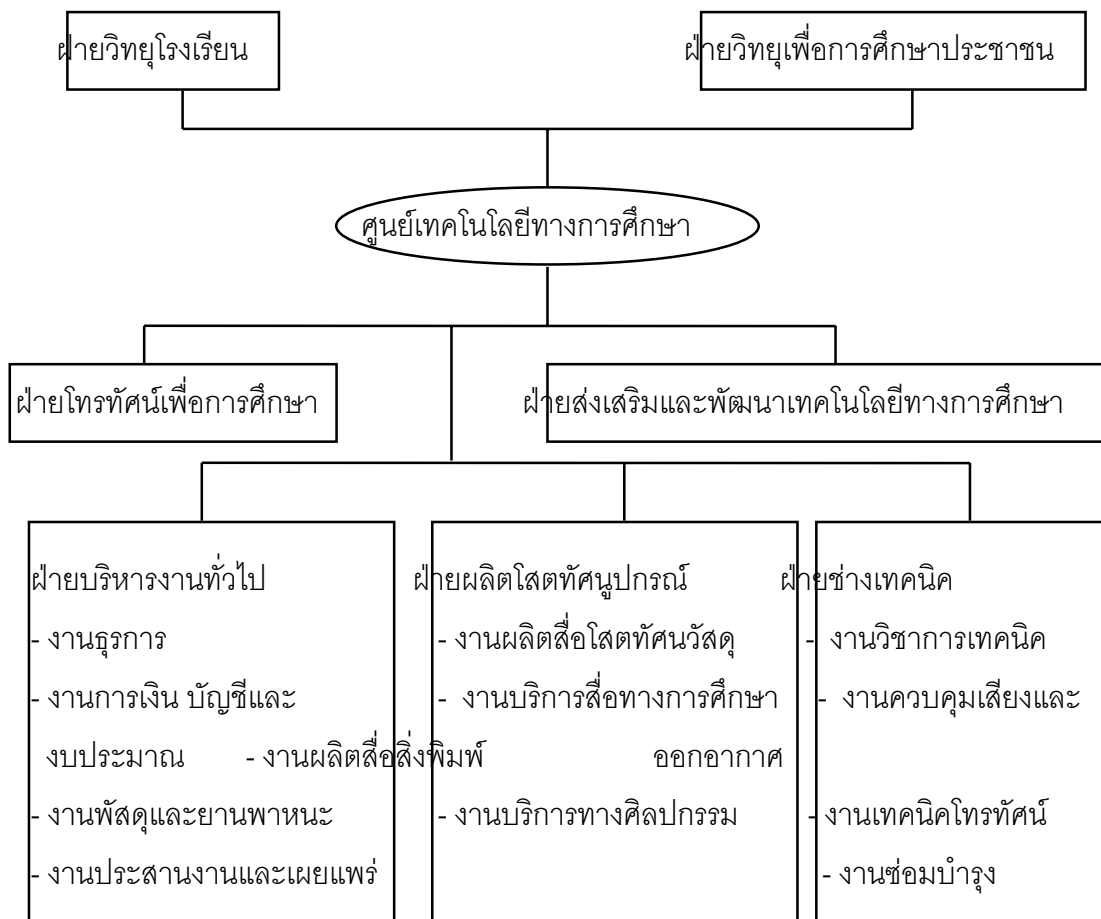 ฝ่ายวิทยุโรงเรียน
ฝ่ายวิทยุเพื่อการศึกษาประชาชน
ศูนย์เทคโนโลยีทางการศึกษา
ฝ่ายโทรทัศน์เพื่อการศึกษา
ฝ่ายส่งเสริมและพัฒนาเทคโนโลยีทางการศึกษา
ฝ่ายบริหารงานทั่วไป ฝ่ายผลิตโสตทัศนูปกรณ์ ฝ่ายช่างเทคนิค
- งานธุรการ - งานผลิตสื่อโสตทัศนวัสดุ - งานวิชาการเทคนิค
- งานการเงิน บัญชีและ - งานบริการสื่อทางการศึกษา - งานควบคุมเสียงและ
งบประมาณ - งานผลิตสื่อสิ่งพิมพ์ ออกอากาศ
- งานพัสดุและยานพาหนะ - งานบริการทางศิลปกรรม - งานเทคนิคโทรทัศน์
- งานประสานงานและเผยแพร่ - งานซ่อมบำรุง